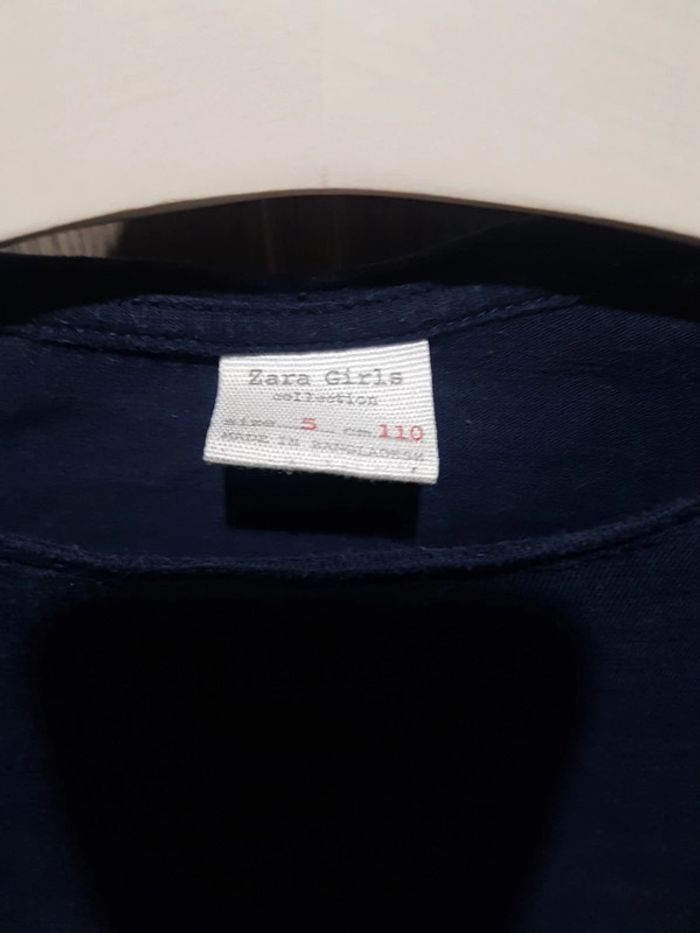 Zara Girls
collection
size 5 cm 110
MADE IN BANGLADESH